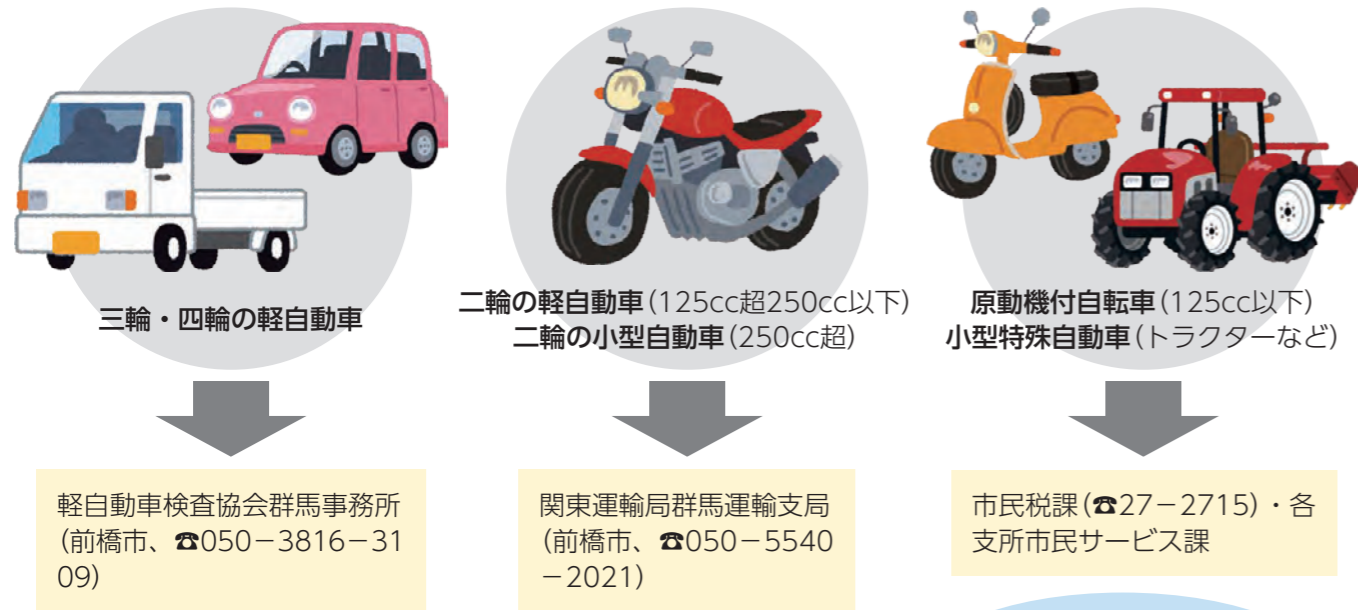 三輪・四輪の軽自動車
二輪の軽自動車(125cc超250cc以下)
二輪の小型自動車(250cc超)
原動機付自転車(125cc以下)
小型特殊自動車(トラクターなど)
軽自動車検査協会群馬事務所
(前橋市、☎050−3816−31
09)
関東運輸局群馬運輸支局
(前橋市、☎050−5540
−2021)
市民税課(☎27−2715)・各
支所市民サービス課